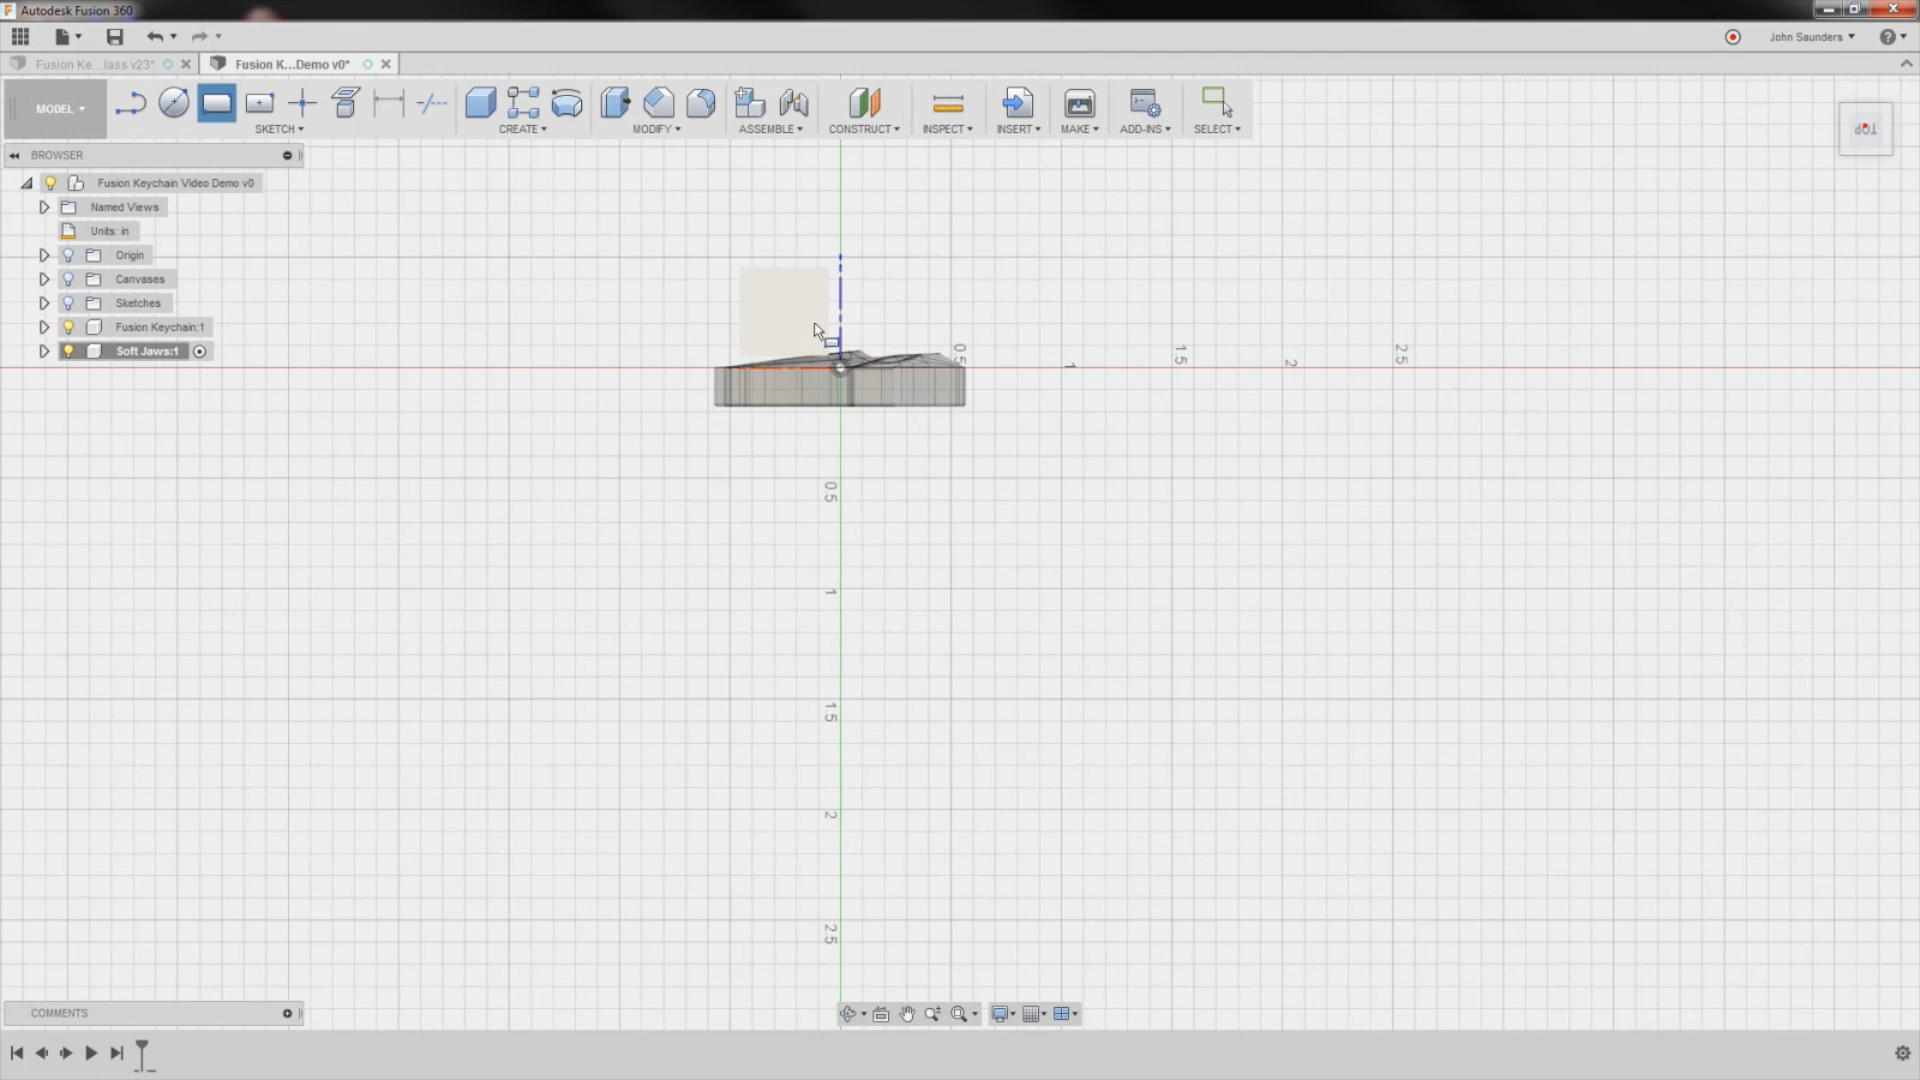 Autodesk Fusion 360
John Saunders
Fusion Ke...lass v23*
Fusion K...Demo v0*
MODEL
SKETCH
CREATE
MODIFY
ASSEMBLE
CONSTRUCT
INSPECT
INSERT
MAKE
ADD-INS
SELECT
TOP
BROWSER
Fusion Keychain Video Demo v0
Named Views
Units: in
Origin
Canvases
Sketches
Fusion Keychain:1
Soft Jaws:1
0.5
1
1.5
2
2.5
0.5
1
1.5
2
2.5
COMMENTS